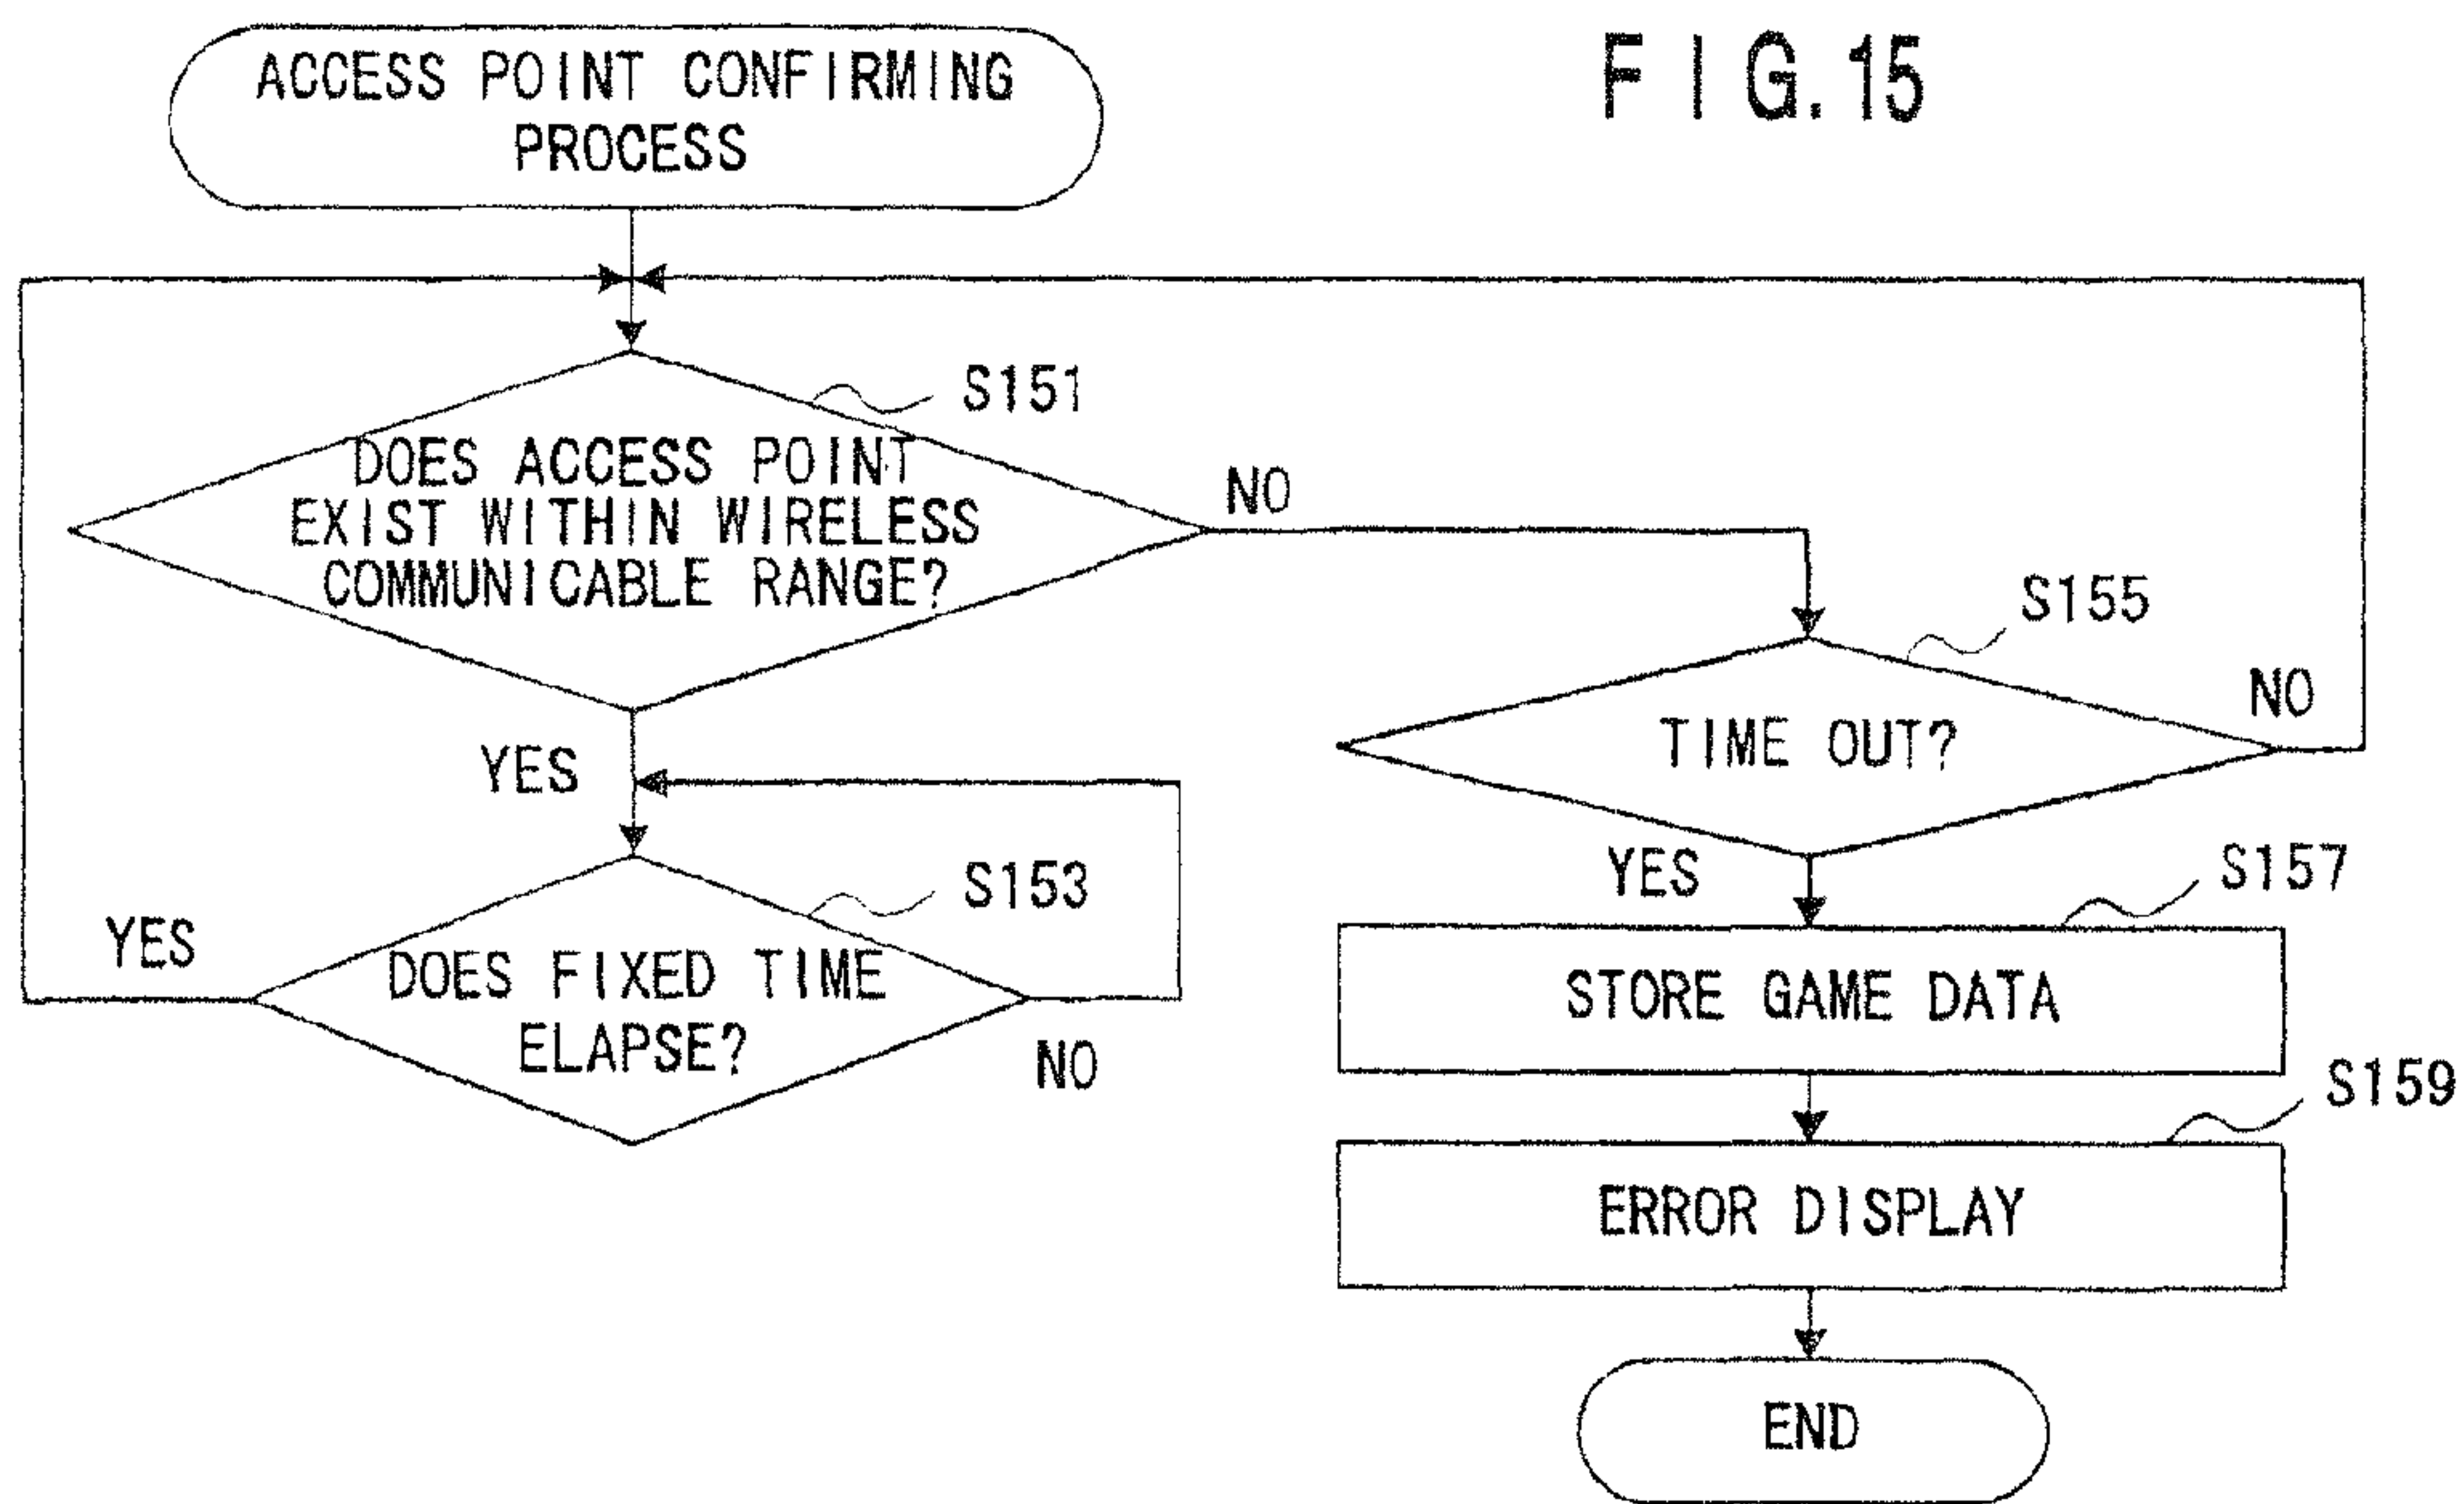 FIG.15
ACCESS POINT CONFIRMING
PROCESS
S151
DOES ACCESS POINT
EXIST WITHIN WIRELESS
COMMUNICABLE RANGE?
NO
YES
S153
DOES FIXED TIME
ELAPSE?
YES
NO
S155
TIME OUT?
NO
YES
S157
STORE GAME DATA
S159
ERROR DISPLAY
END